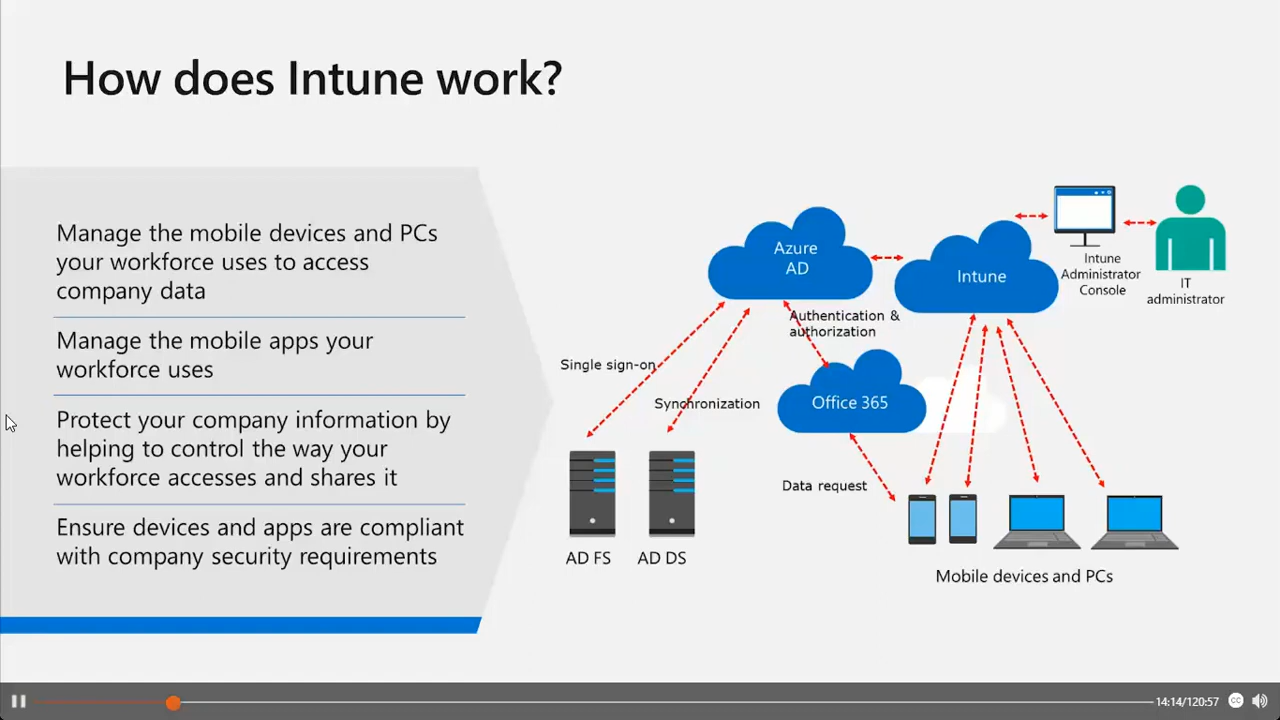 How does Intune work?
Manage the mobile devices and PCs
your workforce uses to access
company data
Manage the mobile apps your
workforce uses
Protect your company information by
helping to control the way your
workforce accesses and shares it
Ensure devices and apps are compliant
with company security requirements
Azure
AD
Intune
Intune
Administrator
Console
IT
administrator
Authentication &
authorization
Single sign-on
Synchronization
Office 365
Data request
AD FS
AD DS
Mobile devices and PCs
14:14/120:57
CC